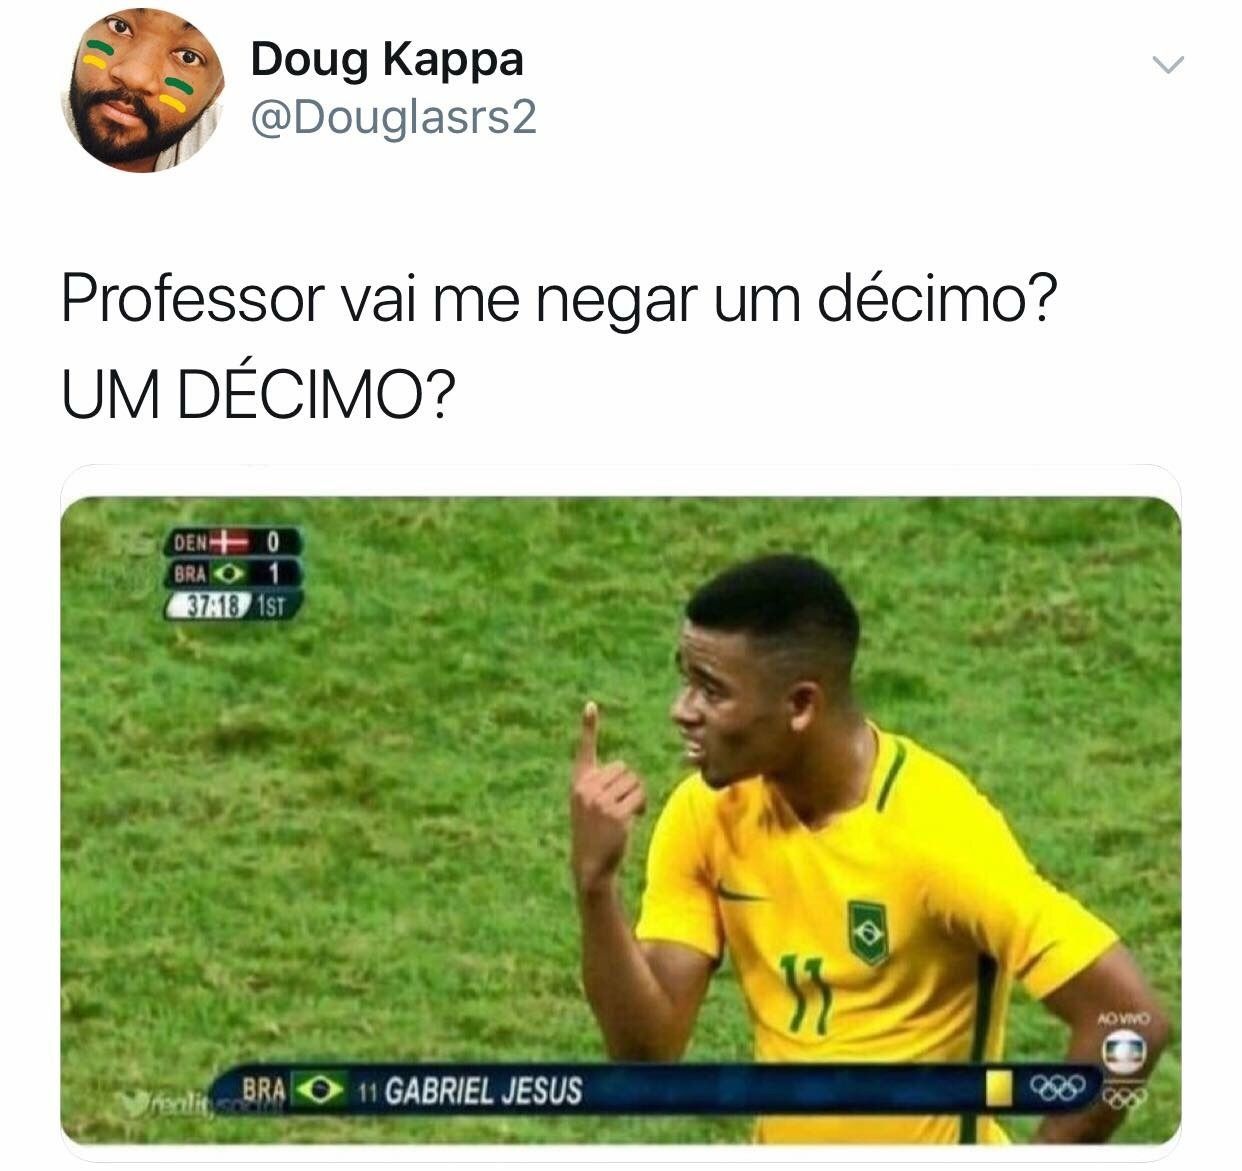 Doug Kappa
@Douglasrs2
Professor vai me negar um décimo?
UM DÉCIMO?
DEN 0
BRA 1
37:18 1ST
11
AO VIVO
BRA 11 GABRIEL JESUS